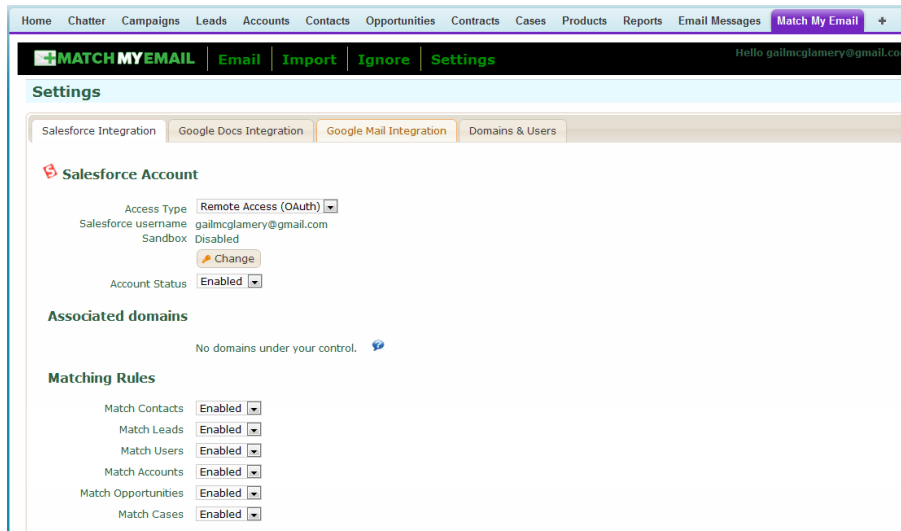 Home Chatter Campaigns Leads Accounts Contacts Opportunities Contracts Cases Products Reports Email Messages Match My Email +
MATCH MY EMAIL Email Import Ignore Settings Hello gailmcglamery@gmail.co
Settings
Salesforce Integration Google Docs Integration Google Mail Integration Domains & Users
Salesforce Account
Access Type Remote Access (OAuth)
Salesforce username gailmcglamery@gmail.com
Sandbox Disabled
Change
Account Status Enabled
Associated domains
No domains under your control.
Matching Rules
Match Contacts Enabled
Match Leads Enabled
Match Users Enabled
Match Accounts Enabled
Match Opportunities Enabled
Match Cases Enabled